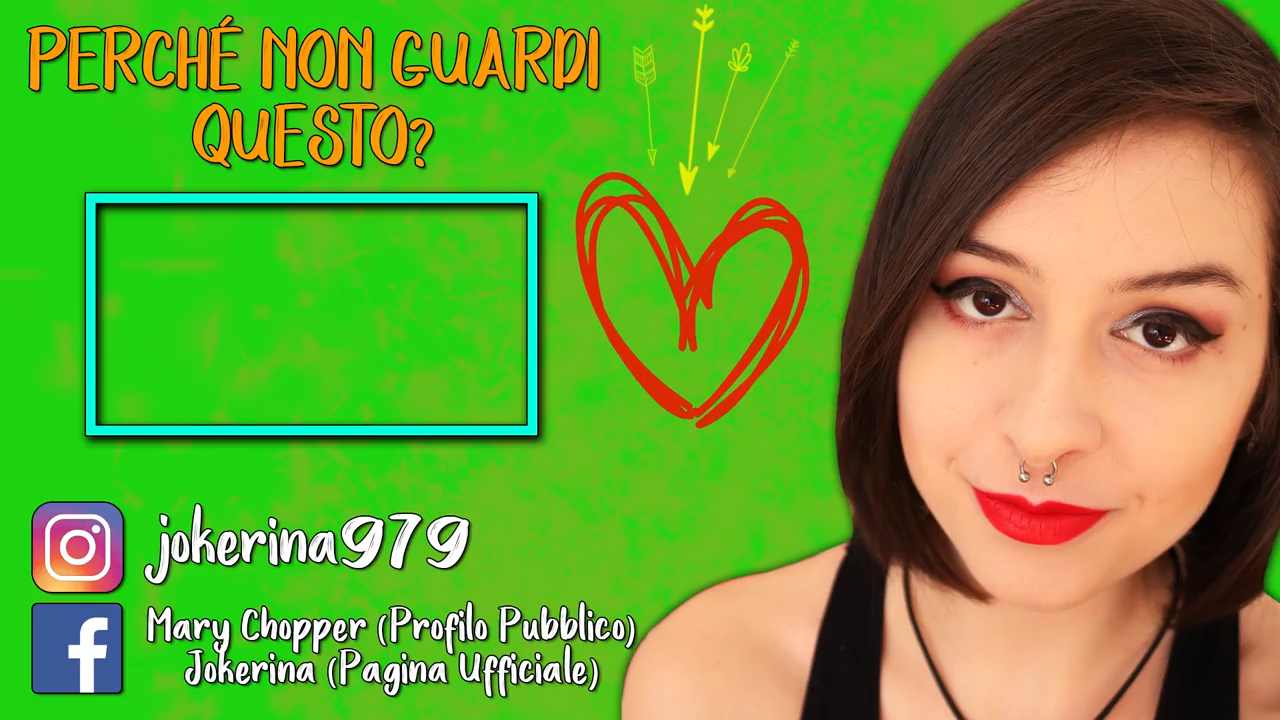 PERCHÉ NON GUARDI
QUESTO?
jokerina979
Mary Chopper (Profilo Pubblico)
Jokerina (Pagina Ufficiale)